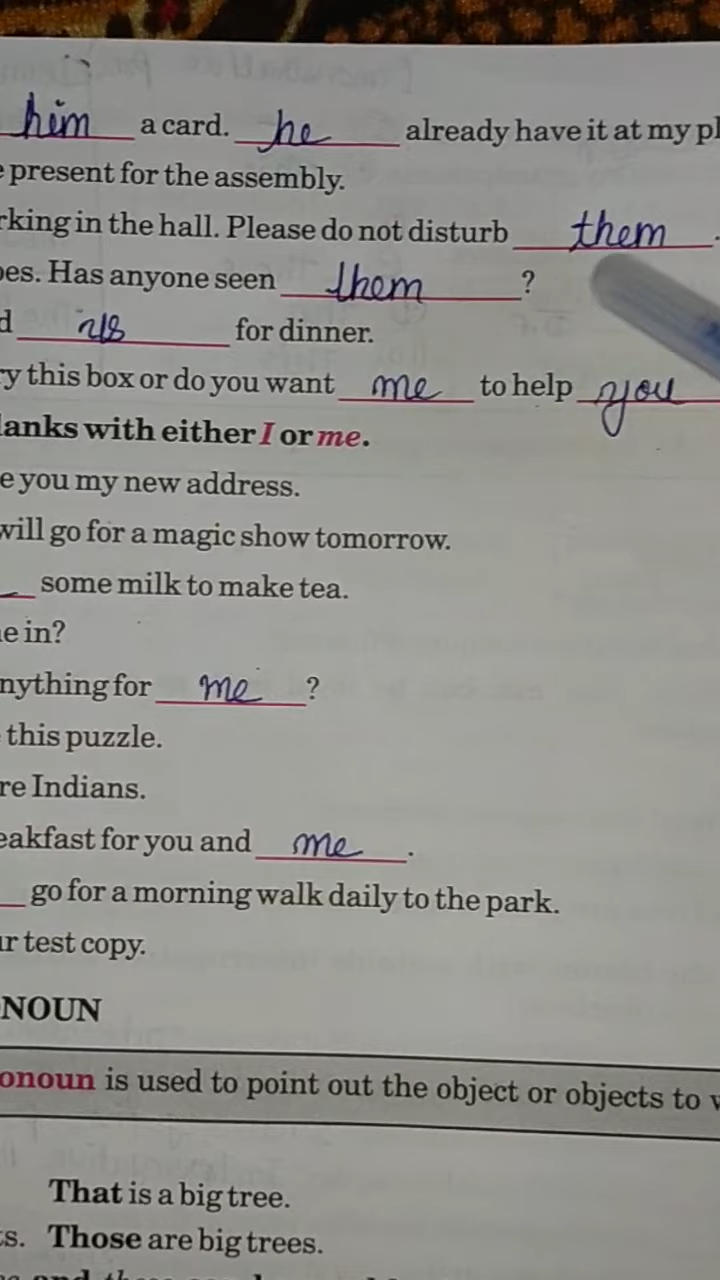 him a card. he already have it at my pl
present for the assembly.
rking in the hall. Please do not disturb them.
oes. Has anyone seen them?
d us for dinner.
ry this box or do you want me to help you
lanks with either I or me.
e you my new address.
will go for a magic show tomorrow.
some milk to make tea.
e in?
nything for me?
this puzzle.
re Indians.
eakfast for you and me.
go for a morning walk daily to the park.
ur test copy.
NOUN
onoun is used to point out the object or objects to
That is a big tree.
ts. Those are big trees.